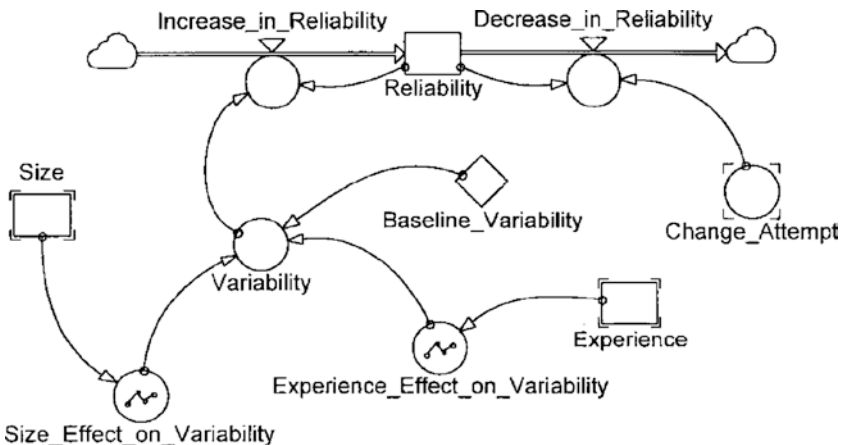 Increase_in_Reliability
Decrease_in_Reliability
Reliability
Size
Baseline_Variability
Change_Attempt
Variability
Experience
Experience_Effect_on_Variability
Size_Effect_on_Variability